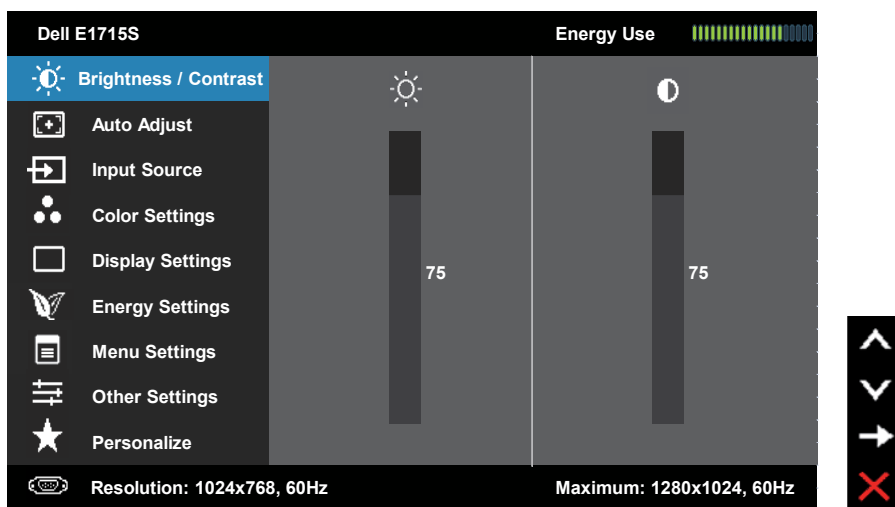 Dell E1715S
Energy Use
Brightness / Contrast
Auto Adjust
Input Source
Color Settings
Display Settings
Energy Settings
Menu Settings
Other Settings
Personalize
75
75
Resolution: 1024x768, 60Hz
Maximum: 1280x1024, 60Hz